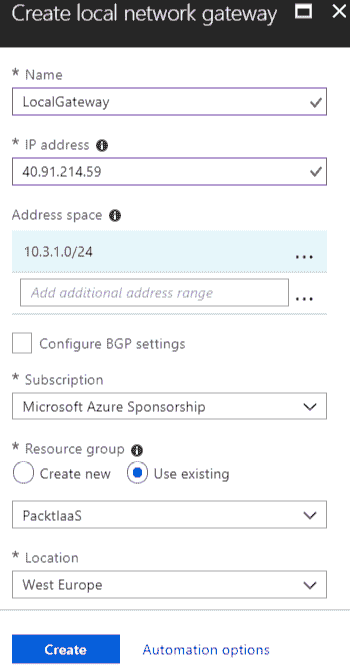 Create local network gateway
* Name
LocalGateway
* IP address
40.91.214.59
Address space
10.3.1.0/24
...
Add additional address range
...
Configure BGP settings
* Subscription
Microsoft Azure Sponsorship
* Resource group
Create new Use existing
PacktIaaS
* Location
West Europe
Create Automation options